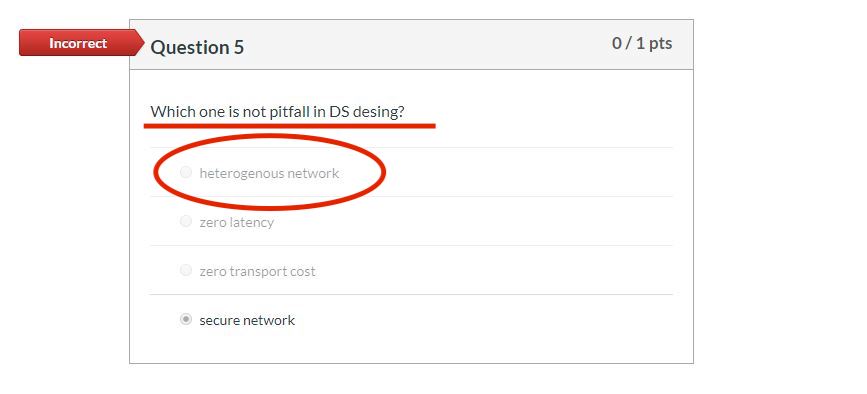 Incorrect
Question 5
0 / 1 pts
Which one is not pitfall in DS desing?
heterogenous network
zero latency
zero transport cost
secure network